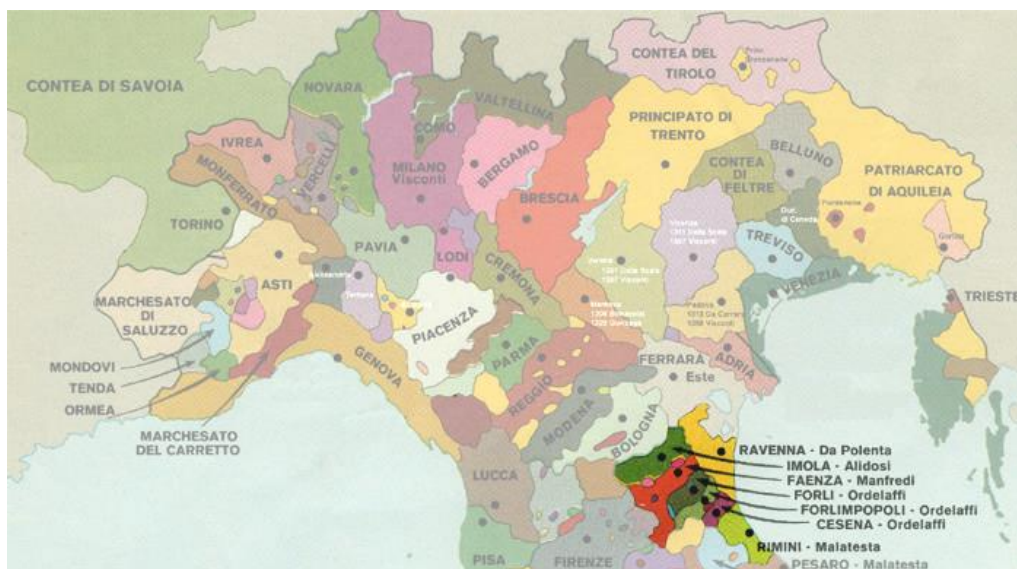 CONTEA DEL
TIROLO
CONTEA DI SAVOIA
NOVARA
VALTELLINA
PRINCIPATO DI
TRENTO
COMO
IVREA
VERCELLI
MILANO
Visconti
BERGAMO
BELLUNO
CONTEA
DI
FELTRE
PATRIARCATO
DI AQUILEIA
MONFERRATO
BRESCIA
TORINO
PAVIA
LODI
TREVISO
Gorizia
CREMONA
VENEZIA
ASTI
TRIESTE
MARCHESATO
DI
SALUZZO
PIACENZA
GENOVA
PARMA
FERRARA
Este
ADRIA
MONDOVI
TENDA
ORMEA
REGGIO
MODENA
BOLOGNA
MARCHESATO
DEL CARRETTO
LUCCA
RAVENNA - Da Polenta
IMOLA - Alidosi
FAENZA - Manfredi
FORLI - Ordelaffi
FORLIMPOPOLI - Ordelaffi
CESENA - Ordelaffi
RIMINI - Malatesta
PISA
FIRENZE
PESARO - Malatesta